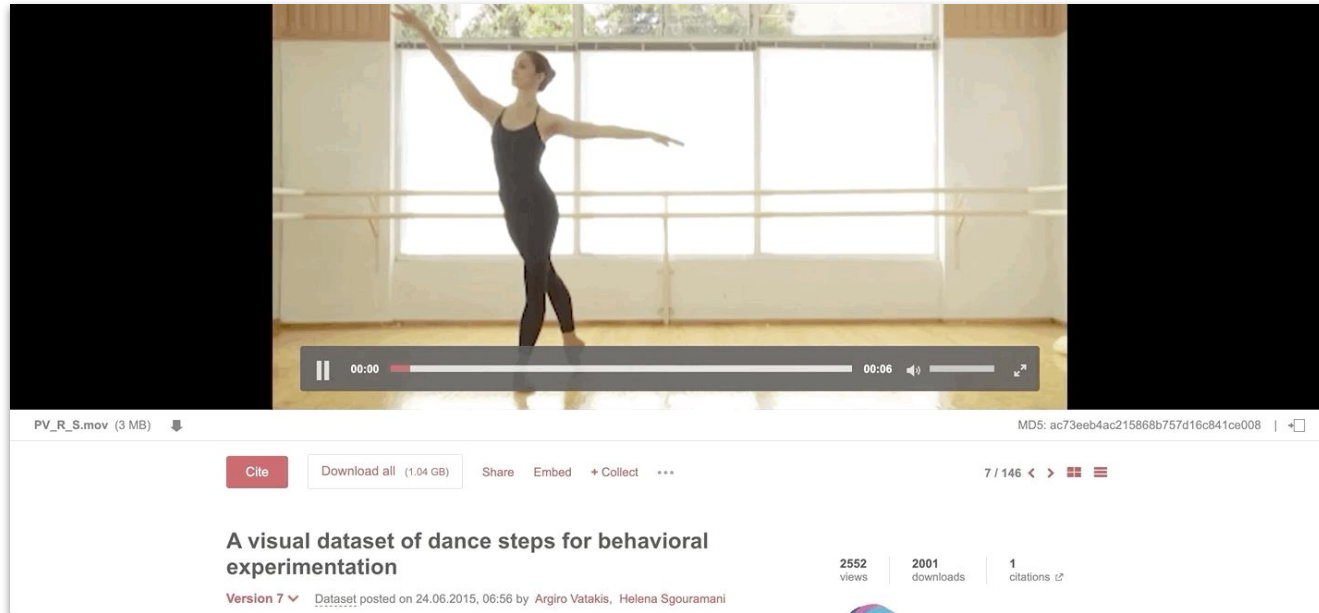 00:00 00:06
PV_R_S.mov (3 MB) MD5: ac73eeb4ac215868b757d16c841ce008 |
Cite Download all (1.04 GB) Share Embed + Collect 7 / 146
A visual dataset of dance steps for behavioral
experimentation
2552 2001 1
views downloads citations
Version 7 Dataset posted on 24.06.2015, 06:56 by Argiro Vatakis, Helena Sgouramani